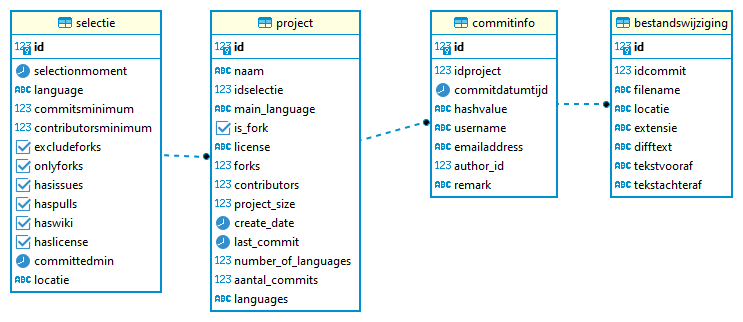 selectie
123 id
selectionmoment
ABC language
123 commitsminimum
123 contributorsminimum
excludeforks
onlyforks
hasissues
haspulls
haswiki
haslicense
committedmin
ABC locatie
project
123 id
ABC naam
123 idselectie
ABC main_language
is_fork
ABC license
123 forks
123 contributors
123 project_size
create_date
last_commit
123 number_of_languages
123 aantal_commits
ABC languages
commitinfo
123 id
123 idproject
commitdatumtijd
ABC hashvalue
ABC username
ABC emailaddress
123 author_id
ABC remark
bestandswijziging
123 id
123 idcommit
ABC filename
ABC locatie
ABC extensie
ABC difftext
ABC tekstvooraf
ABC tekstachteraf